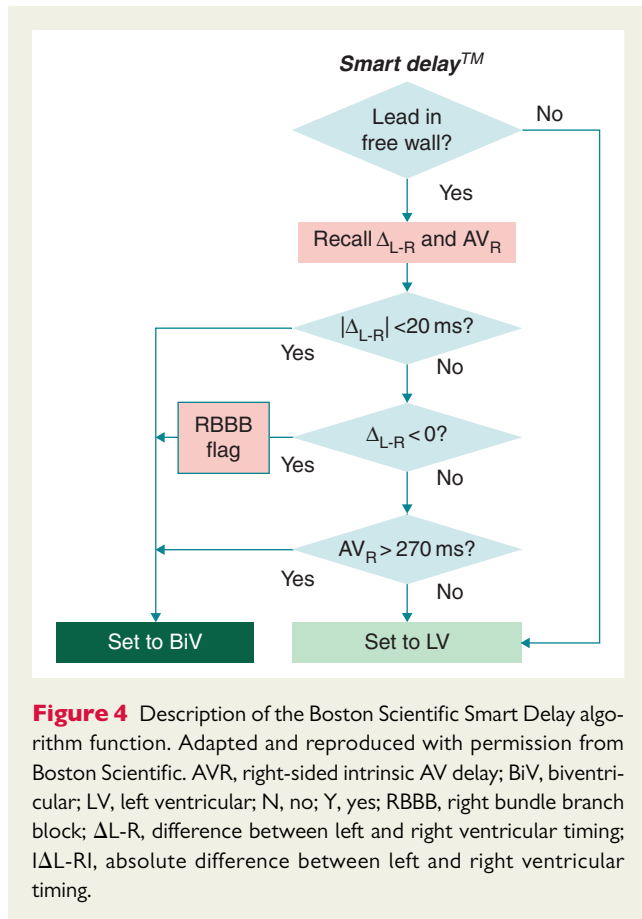 Smart delay™
Lead in
free wall?
No
Yes
Recall ΔL-R and AVR
|ΔL-R| <20 ms?
Yes
No
RBBB
flag
ΔL-R < 0?
Yes
No
AVR > 270 ms?
Yes
No
Set to BiV
Set to LV
Figure 4 Description of the Boston Scientific Smart Delay algo-
rithm function. Adapted and reproduced with permission from
Boston Scientific. AVR, right-sided intrinsic AV delay; BiV, biventri-
cular; LV, left ventricular; N, no; Y, yes; RBBB, right bundle branch
block; ΔL-R, difference between left and right ventricular timing;
IΔL-RI, absolute difference between left and right ventricular
timing.